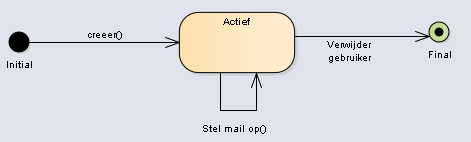 Actief
creeer()
Initial
Verwijder
gebruiker
Final
Stel mail op()